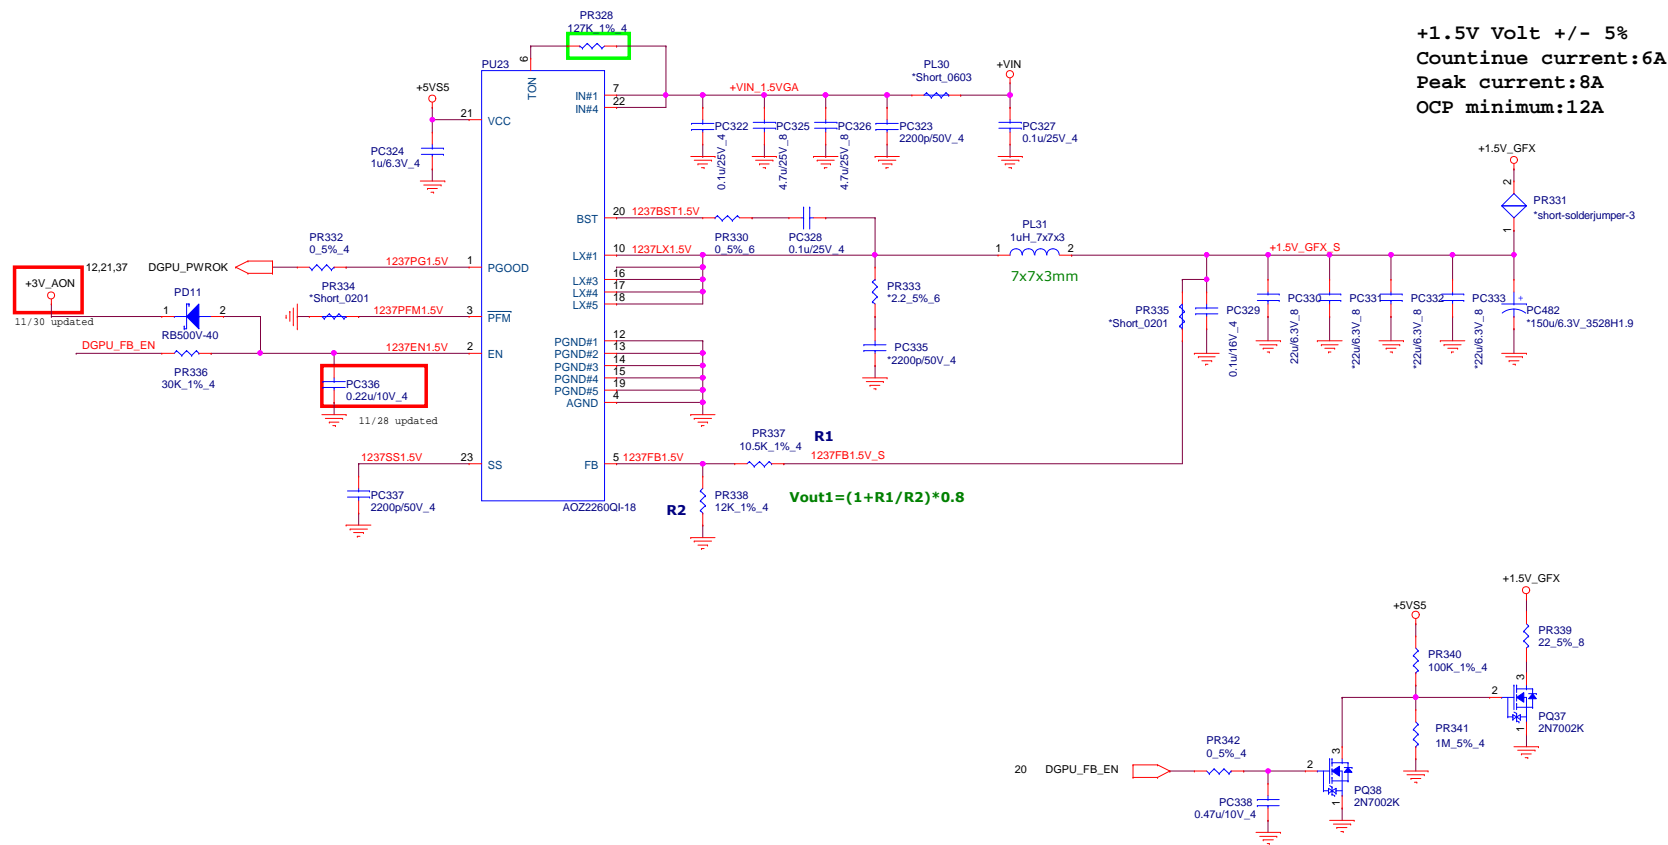 PR328
127K_1%_4
+1.5V Volt +/- 5%
Countinue current:6A
Peak current:8A
OCP minimum:12A
6
PU23
TON
PL30
*Short_0603
+VIN
+5VS5
7
IN#1
22
IN#4
+VIN_1.5VGA
21
VCC
PC324
1u/6.3V_4
PC322
0.1u/25V_4
PC325
4.7u/25V_8
PC326
4.7u/25V_8
PC323
2200p/50V_4
PC327
0.1u/25V_4
+1.5V_GFX
2
PR331
*short-solderjumper-3
1
BST
20
1237BST1.5V
PR330
0_5%_6
PC328
0.1u/25V_4
PL31
1uH_7x7x3
1
2
7x7x3mm
LX#1
10
1237LX1.5V
+1.5V_GFX_S
PR332
0_5%_4
12,21,37
DGPU_PWROK
1237PG1.5V
1
PGOOD
16
LX#3
17
LX#4
18
LX#5
+3V_AON
11/30 updated
PD11
1
2
RB500V-40
PR334
*Short_0201
1237PFM1.5V
3
PFM
PR333
*2.2_5%_6
PC335
*2200p/50V_4
PR335
*Short_0201
PC329
0.1u/16V_4
PC330
22u/6.3V_8
PC331
*22u/6.3V_8
PC332
*22u/6.3V_8
PC333
*22u/6.3V_8
+
PC482
*150u/6.3V_3528H1.9
DGPU_FB_EN
PR336
30K_1%_4
1237EN1.5V
2
EN
12
PGND#1
13
PGND#2
14
PGND#3
15
PGND#4
19
PGND#5
4
AGND
PC336
0.22u/10V_4
11/28 updated
1237SS1.5V
23
SS
PC337
2200p/50V_4
FB
5
1237FB1.5V
PR337
10.5K_1%_4
R1
1237FB1.5V_S
R2
PR338
12K_1%_4
Vout1=(1+R1/R2)*0.8
AOZ2260QI-18
+1.5V_GFX
+5VS5
PR339
22_5%_8
PR340
100K_1%_4
3
2
1
PQ37
2N7002K
PR341
1M_5%_4
20
DGPU_FB_EN
PR342
0_5%_4
3
2
1
PQ38
2N7002K
PC338
0.47u/10V_4